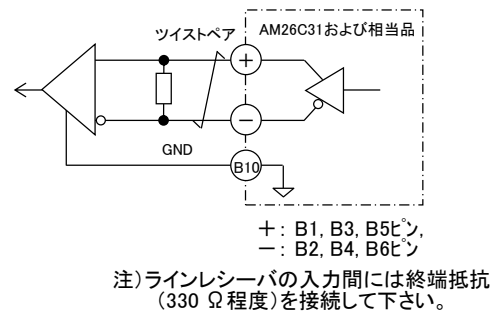 ツイストペア
AM26C31および相当品
+
−
GND
B10
+: B1, B3, B5ピン,
−: B2, B4, B6ピン
注)ラインレシーバの入力間には終端抵抗
(330 Ω程度)を接続して下さい。